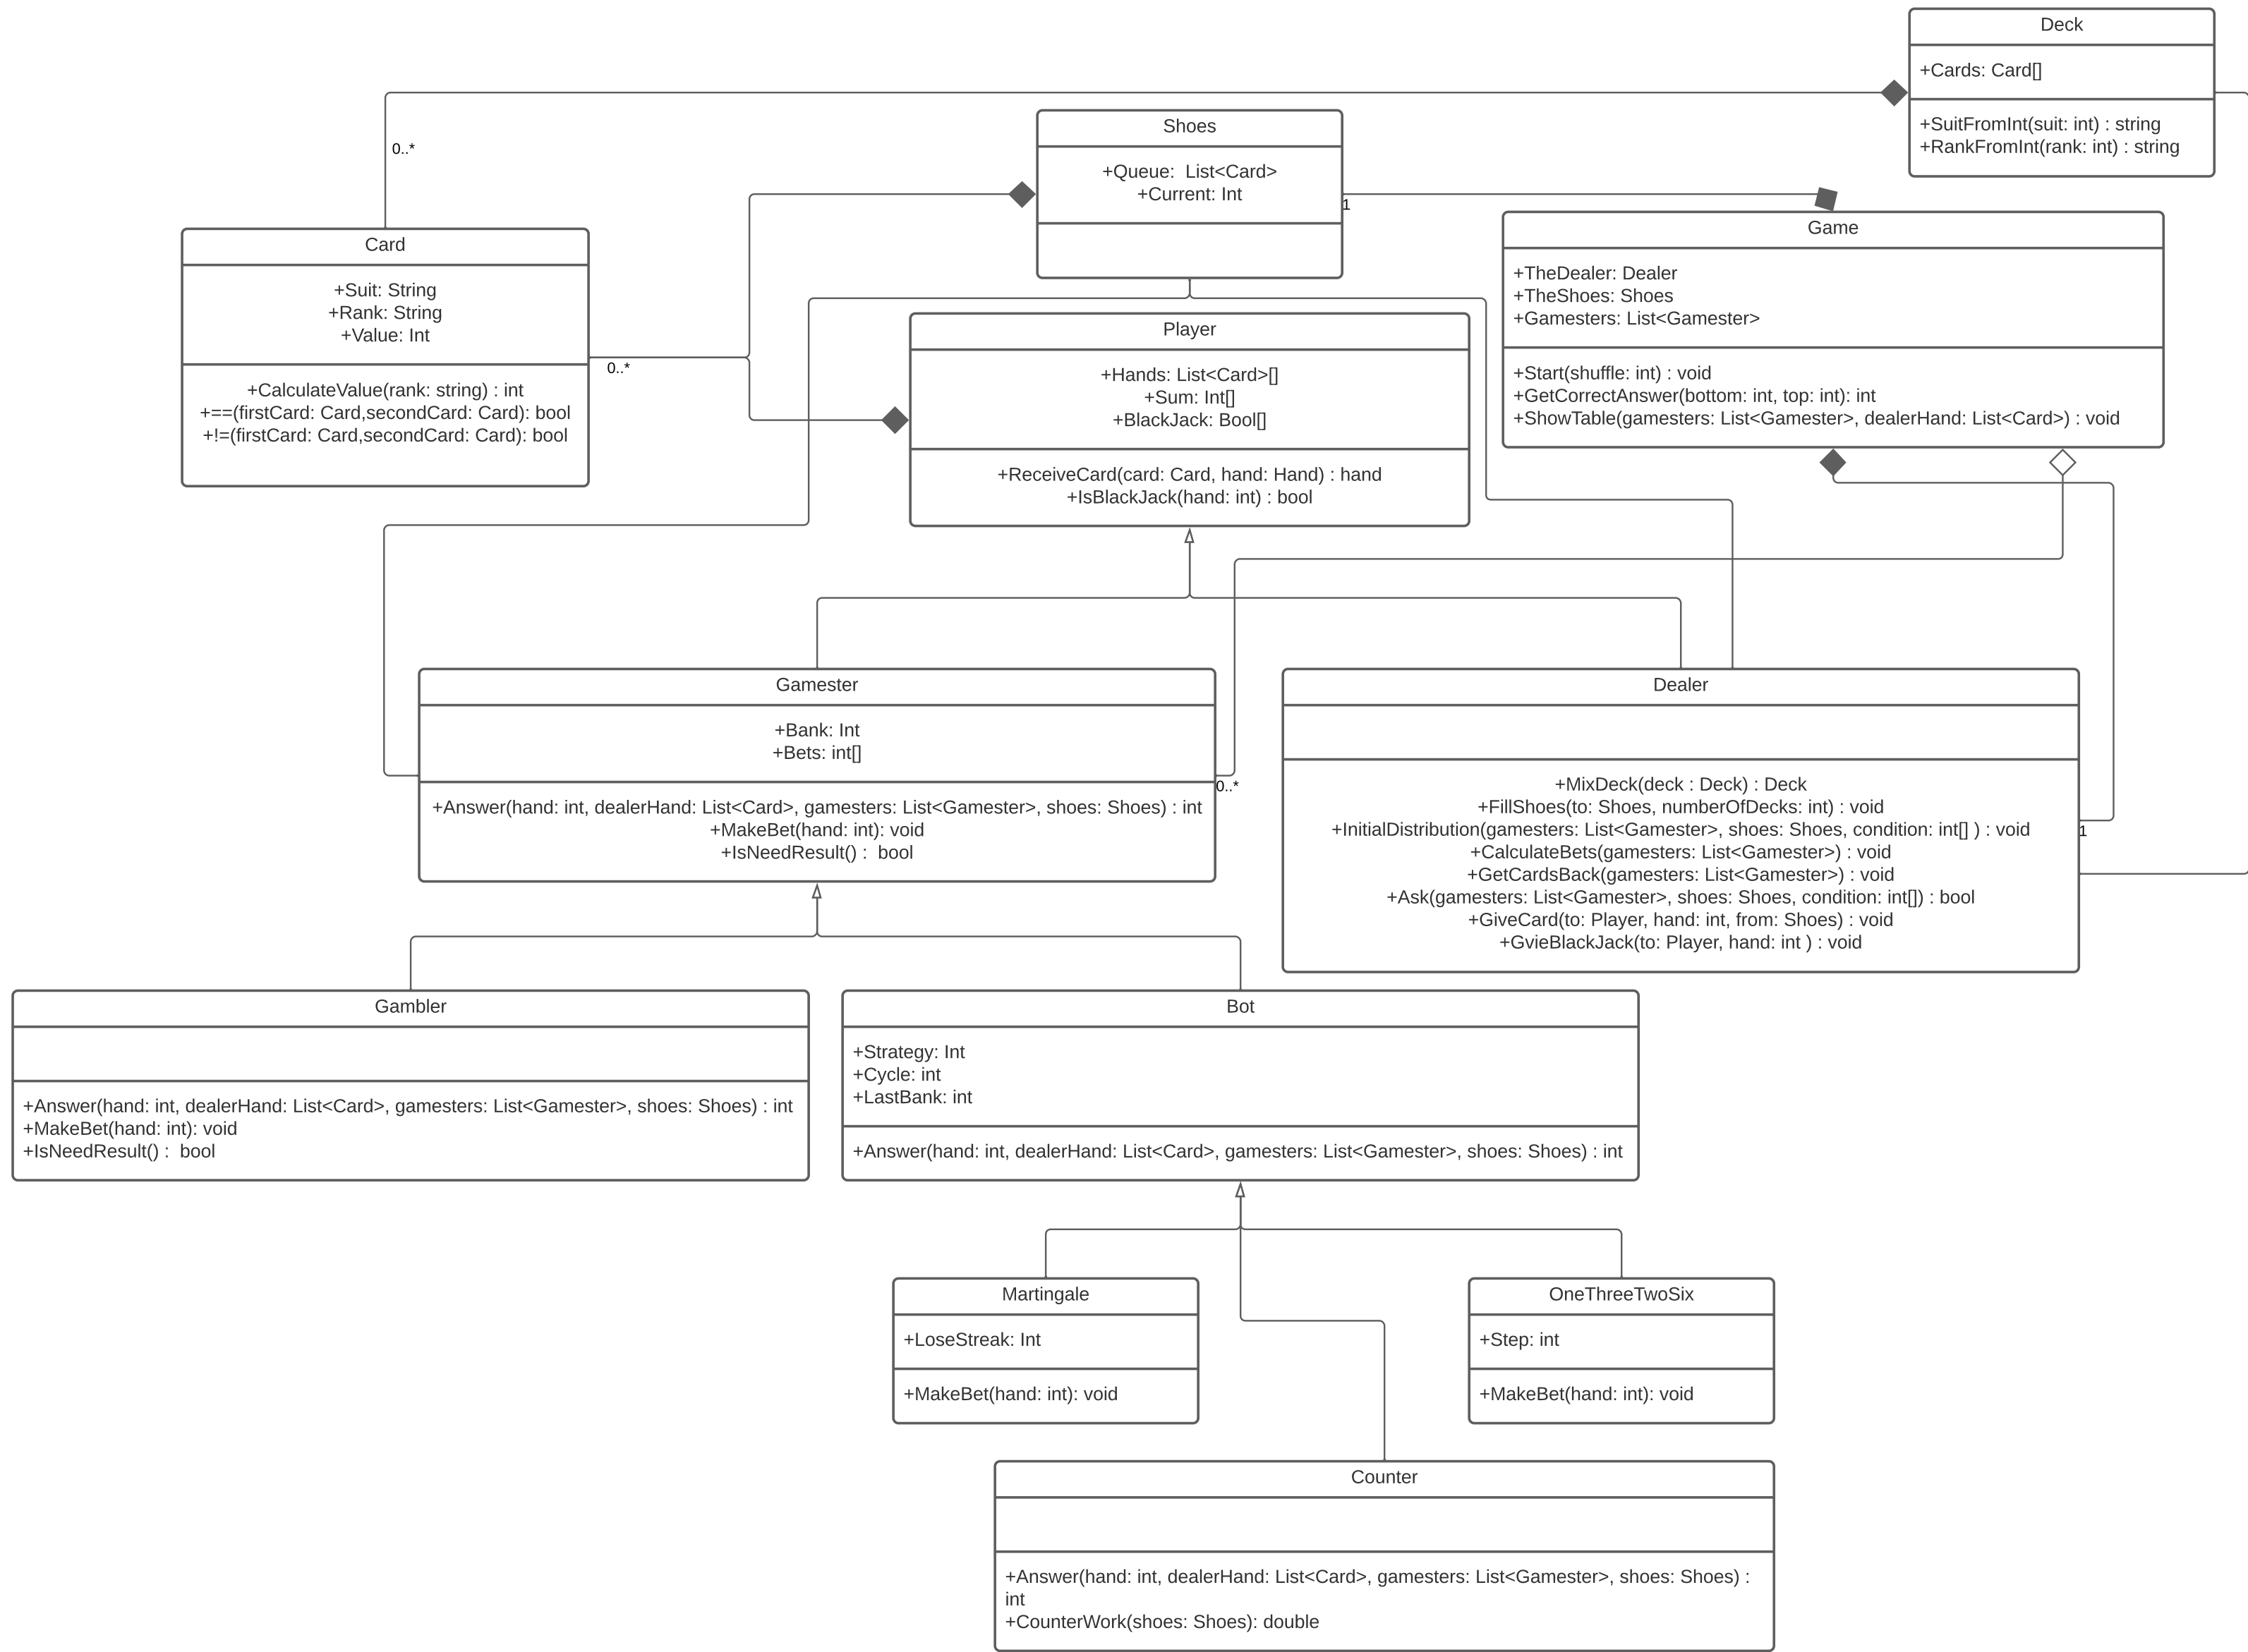 Deck
+Cards: Card[]
+SuitFromInt(suit: int) : string
+RankFromInt(rank: int) : string
Shoes
+Queue:  List<Card>
+Current: Int
1
0..*
Card
+Suit: String
+Rank: String
+Value: Int
+CalculateValue(rank: string) : int
+==(firstCard: Card,secondCard: Card): bool
+!=(firstCard: Card,secondCard: Card): bool
0..*
Game
+TheDealer: Dealer
+TheShoes: Shoes
+Gamesters: List<Gamester>
+Start(shuffle: int) : void
+GetCorrectAnswer(bottom: int, top: int): int
+ShowTable(gamesters: List<Gamester>, dealerHand: List<Card>) : void
Player
+Hands: List<Card>[]
+Sum: Int[]
+BlackJack: Bool[]
+ReceiveCard(card: Card, hand: Hand) : hand
+IsBlackJack(hand: int) : bool
Gamester
+Bank: Int
+Bets: int[]
+Answer(hand: int, dealerHand: List<Card>, gamesters: List<Gamester>, shoes: Shoes) : int
+MakeBet(hand: int): void
+IsNeedResult() :  bool
0..*
Dealer
+MixDeck(deck : Deck) : Deck
+FillShoes(to: Shoes, numberOfDecks: int) : void
+InitialDistribution(gamesters: List<Gamester>, shoes: Shoes, condition: int[] ) : void
+CalculateBets(gamesters: List<Gamester>) : void
+GetCardsBack(gamesters: List<Gamester>) : void
+Ask(gamesters: List<Gamester>, shoes: Shoes, condition: int[]) : bool
+GiveCard(to: Player, hand: int, from: Shoes) : void
+GvieBlackJack(to: Player, hand: int ) : void
1
Gambler
+Answer(hand: int, dealerHand: List<Card>, gamesters: List<Gamester>, shoes: Shoes) : int
+MakeBet(hand: int): void
+IsNeedResult() :  bool
Bot
+Strategy: Int
+Cycle: int
+LastBank: int
+Answer(hand: int, dealerHand: List<Card>, gamesters: List<Gamester>, shoes: Shoes) : int
Martingale
+LoseStreak: Int
+MakeBet(hand: int): void
OneThreeTwoSix
+Step: int
+MakeBet(hand: int): void
Counter
+Answer(hand: int, dealerHand: List<Card>, gamesters: List<Gamester>, shoes: Shoes) :
int
+CounterWork(shoes: Shoes): double